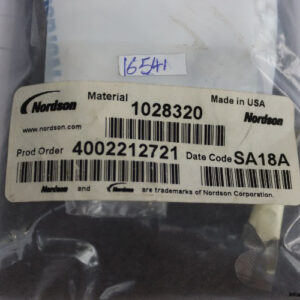 16541
Nordson
Material
1028320
Made in USA
Nordson
www.nordson.com
Prod Order 4002212721 Date Code SA18A
Nordson and are trademarks of Nordson Corporation.